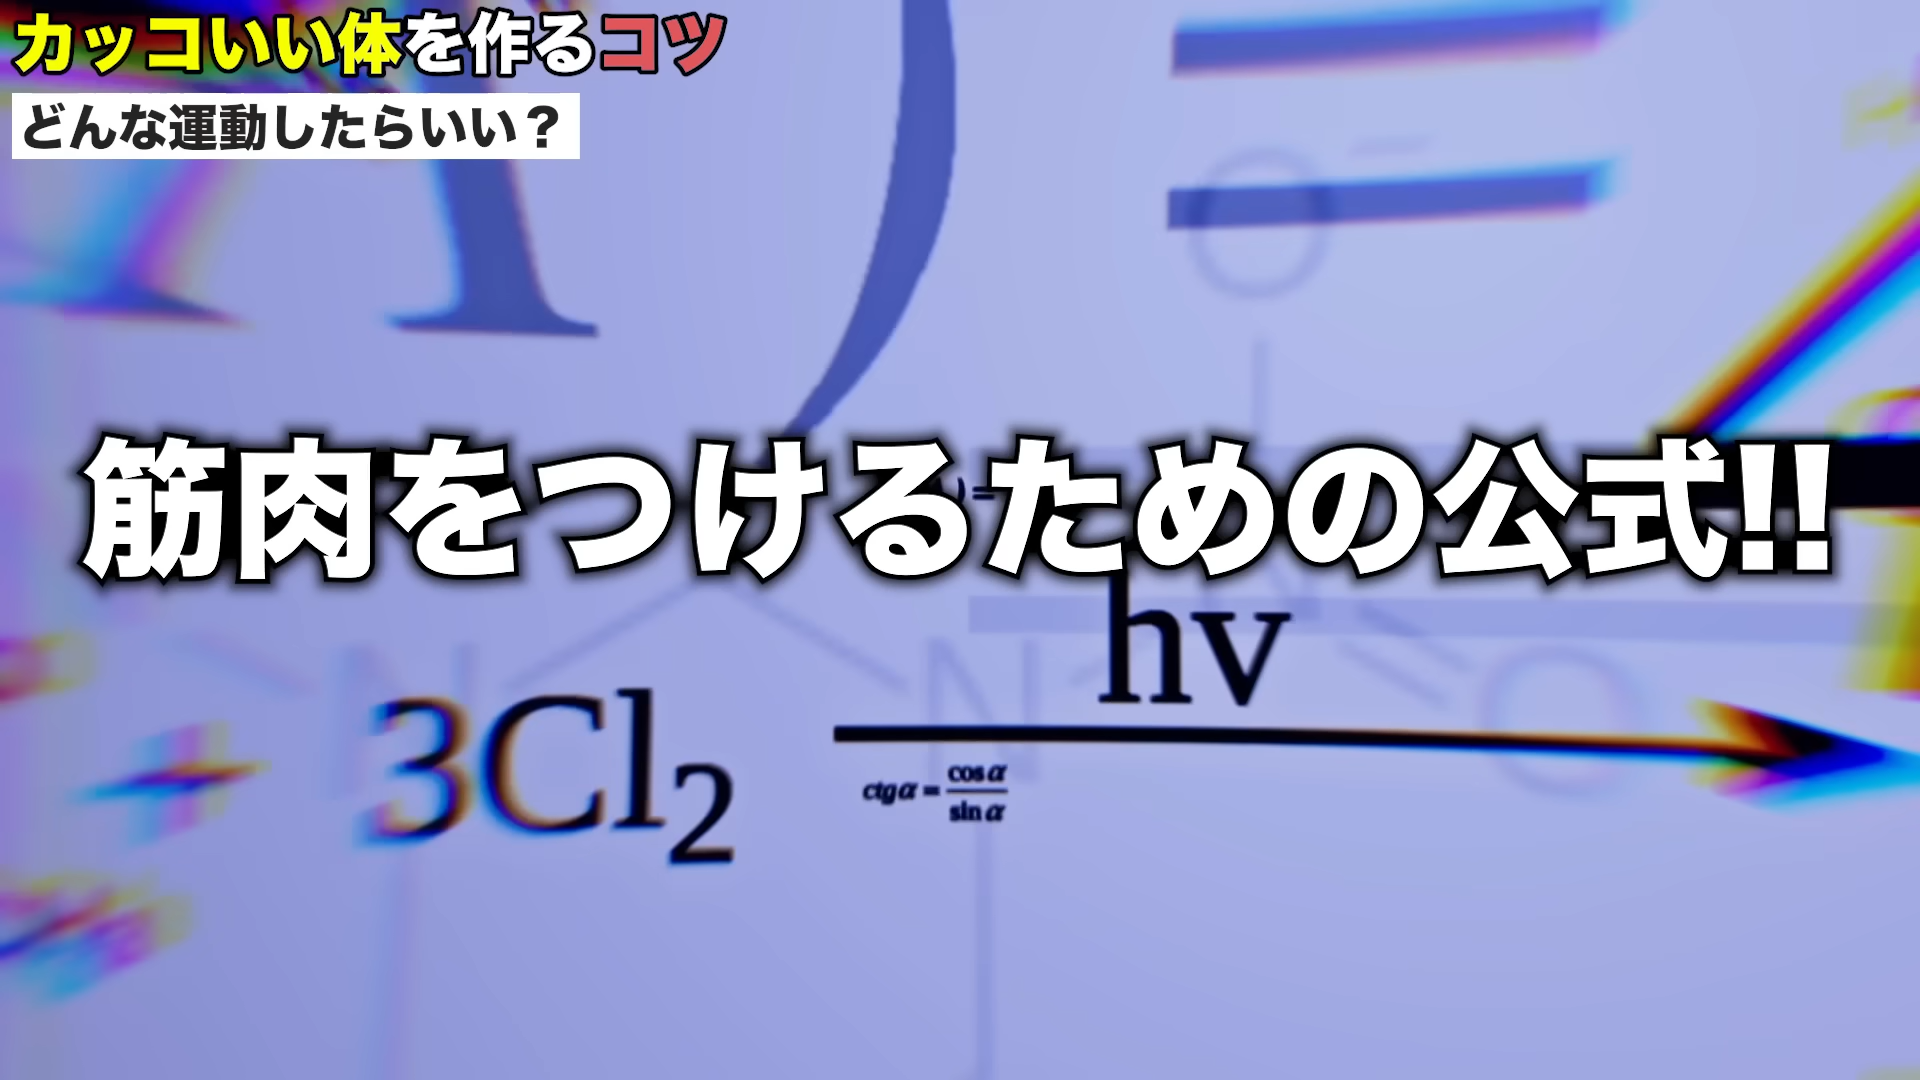 カッコいい体を作るコツ
どんな運動したらいい？
A)
筋肉をつけるための公式!!
hv
+ 3Cl2
ctgα = cosα / sinα
O
N
N
O